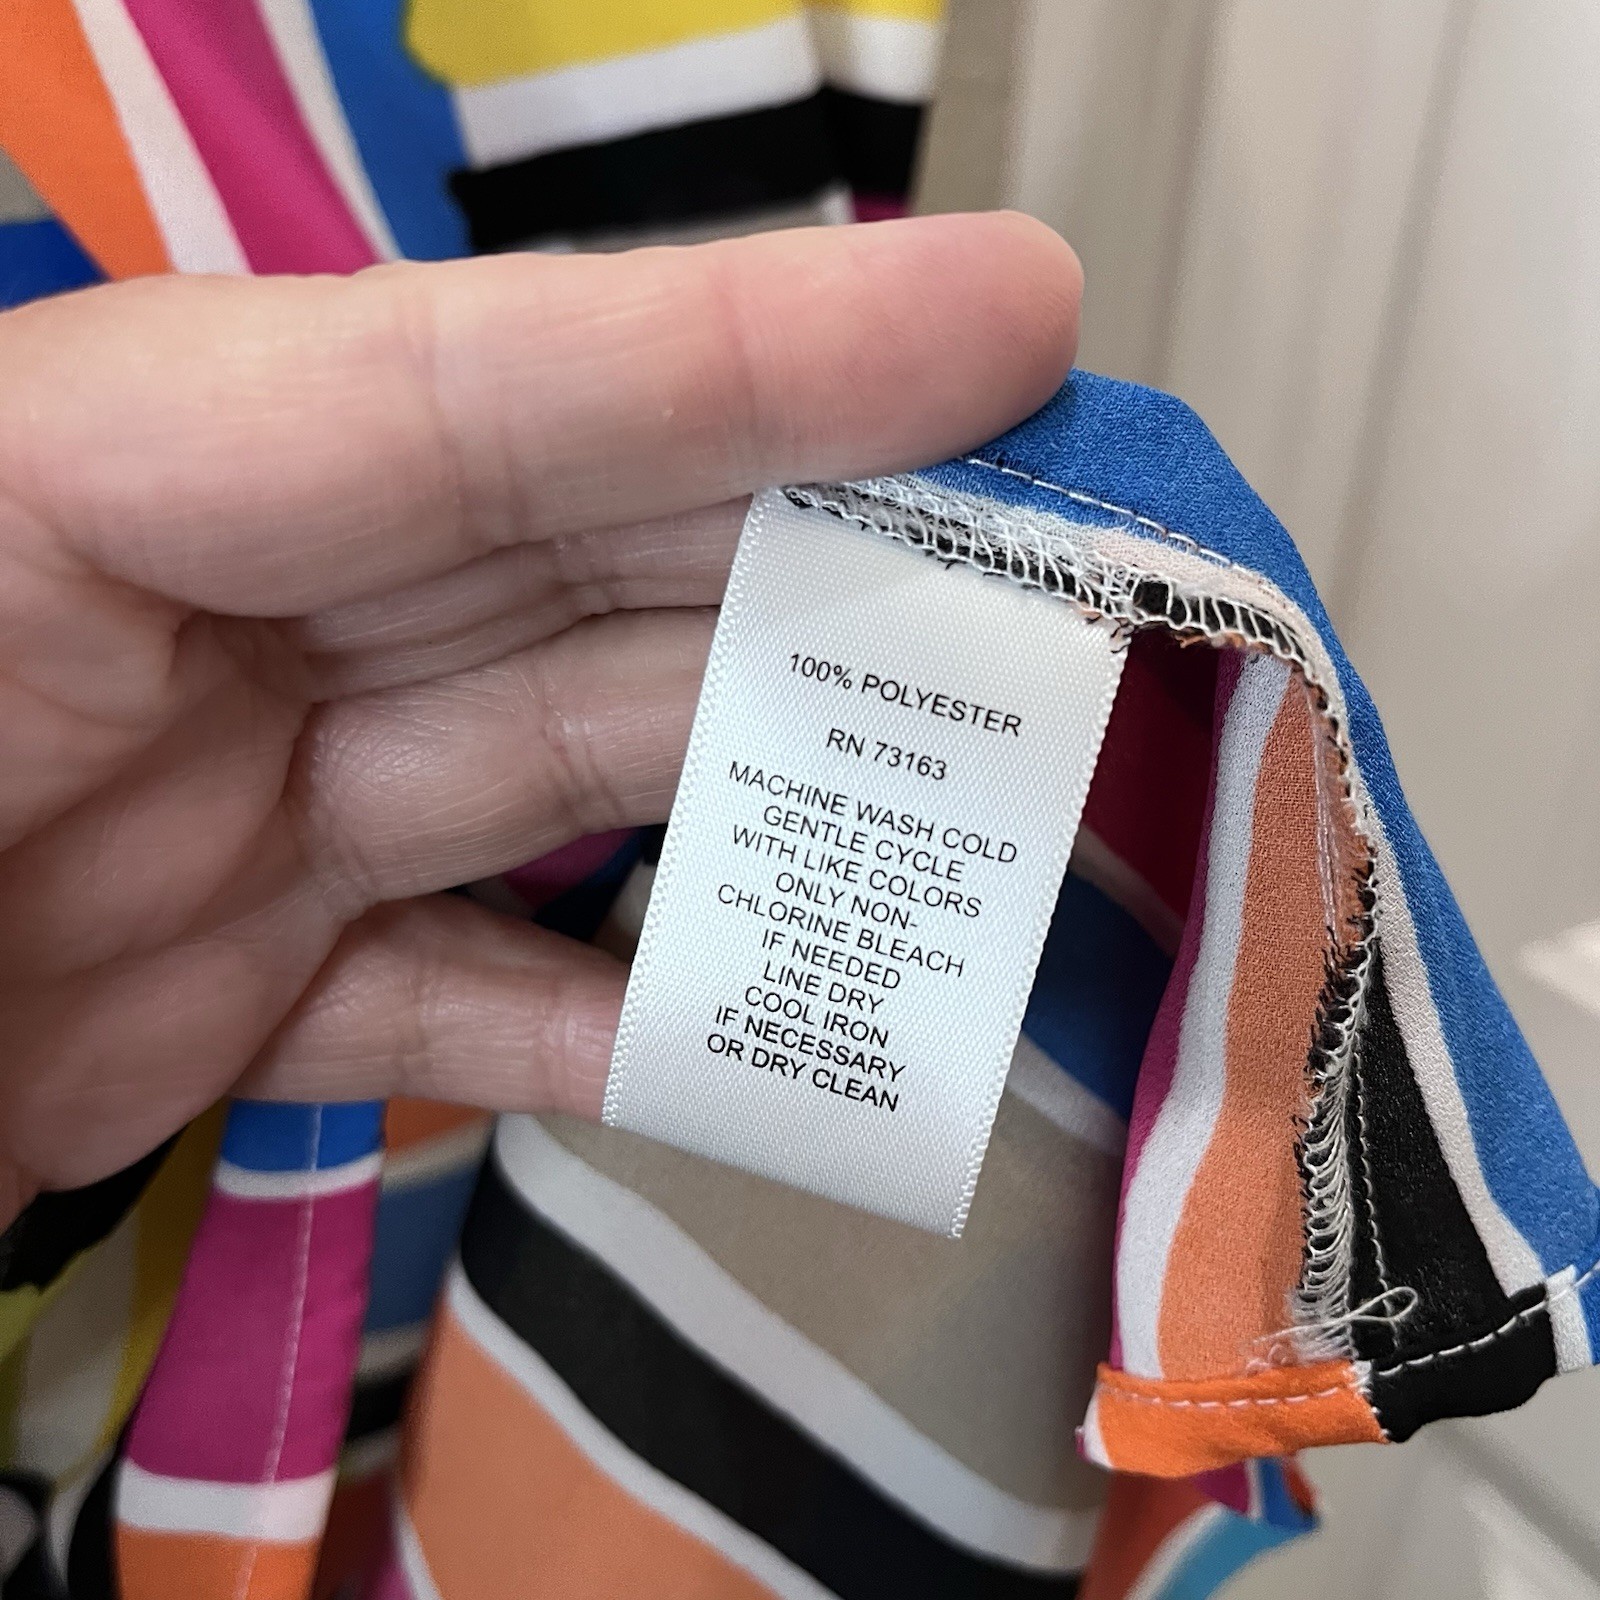 100% POLYESTER
RN 73163
MACHINE WASH COLD
GENTLE CYCLE
WITH LIKE COLORS
ONLY NON-
CHLORINE BLEACH
IF NEEDED
LINE DRY
COOL IRON
IF NECESSARY
OR DRY CLEAN